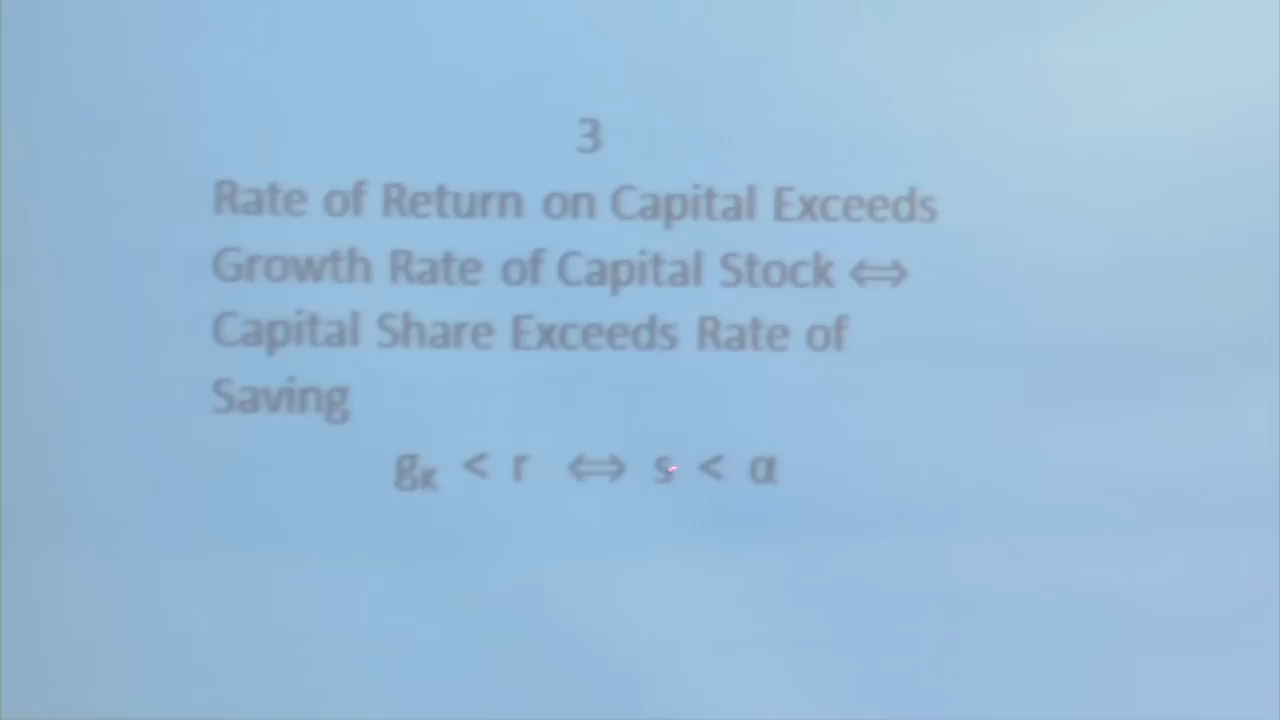 3
Rate of Return on Capital Exceeds
Growth Rate of Capital Stock ⇔
Capital Share Exceeds Rate of
Saving
gK < r ⇔ s < α